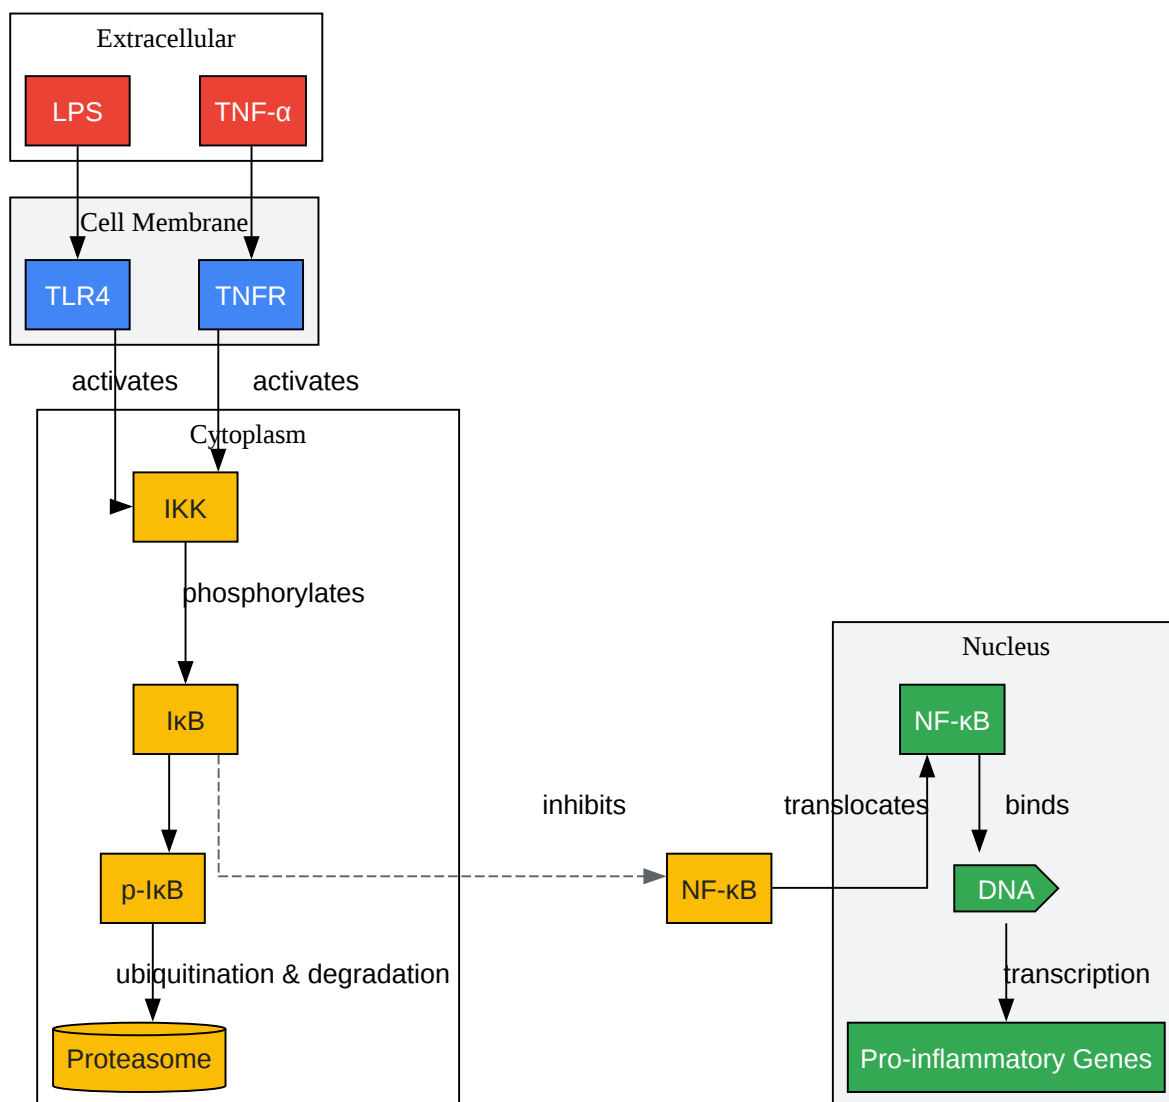 Extracellular
LPS
TNF-α
Cell Membrane
TLR4
TNFR
activates
activates
Cytoplasm
IKK
phosphorylates
Nucleus
IκB
NF-κB
inhibits
translocates
binds
p-IκB
NF-κB
DNA
ubiquitination & degradation
transcription
Proteasome
Pro-inflammatory Genes